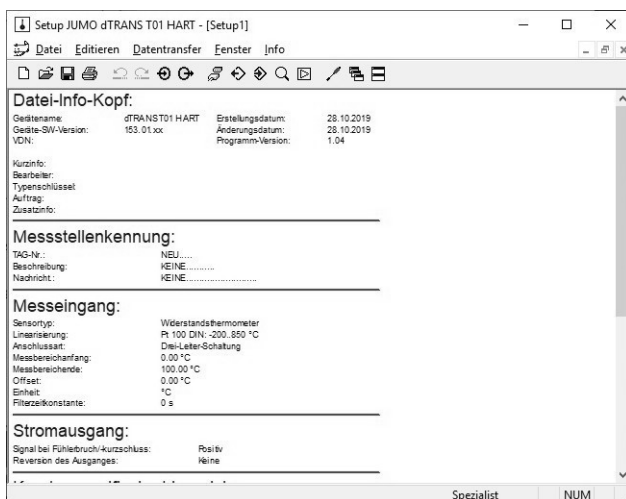 Setup JUMO dTRANS T01 HART - [Setup1]
Datei Editieren Datentransfer Fenster Info
Datei-Info-Kopf:
Gerätename: dTRANS T01 HART Erstellungsdatum: 28.10.2019
Geräte-SW-Version: 153.01.xx Änderungsdatum: 28.10.2019
VDN: Programm-Version: 1.04
Kurzinfo:
Bearbeiter:
Typenschlüssel:
Auftrag:
Zusatzinfo:
Messstellenkennung:
TAG-Nr.: NEU.....
Beschreibung: KEINE..........
Nachricht.: KEINE.........................
Messeingang:
Sensortyp: Widerstandsthermometer
Linearisierung: Pt 100 DIN: -200..850 °C
Anschlussart: Drei-Leiter-Schaltung
Messbereichanfang: 0.00 °C
Messbereichende: 100.00 °C
Offset: 0.00 °C
Einheit: °C
Filterzeitkonstante: 0 s
Stromausgang:
Signal bei Fühlerbruch/-kurzschluss: Positiv
Reversion des Ausganges: Keine
Spezialist NUM